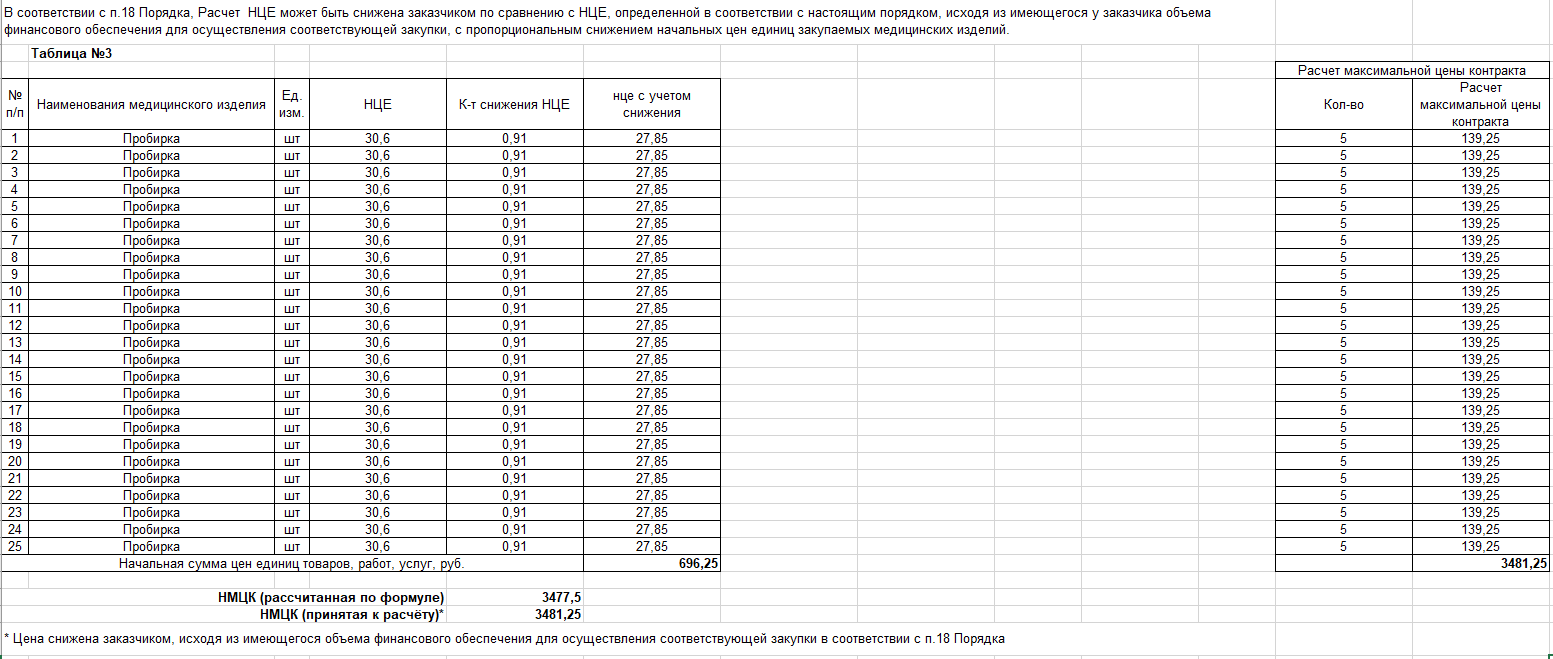 В соответствии с п.18 Порядка, Расчет НЦЕ может быть снижена заказчиком по сравнению с НЦЕ, определенной в соответствии с настоящим порядком, исходя из имеющегося у заказчика объема
финансового обеспечения для осуществления соответствующей закупки, с пропорциональным снижением начальных цен единиц закупаемых медицинских изделий.
Таблица №3
Расчет максимальной цены контракта
№ п/п Наименования медицинского изделия Ед. изм. НЦЕ К-т снижения НЦЕ нце с учетом снижения Кол-во Расчет максимальной цены контракта
1 Пробирка шт 30,6 0,91 27,85 5 139,25
2 Пробирка шт 30,6 0,91 27,85 5 139,25
3 Пробирка шт 30,6 0,91 27,85 5 139,25
4 Пробирка шт 30,6 0,91 27,85 5 139,25
5 Пробирка шт 30,6 0,91 27,85 5 139,25
6 Пробирка шт 30,6 0,91 27,85 5 139,25
7 Пробирка шт 30,6 0,91 27,85 5 139,25
8 Пробирка шт 30,6 0,91 27,85 5 139,25
9 Пробирка шт 30,6 0,91 27,85 5 139,25
10 Пробирка шт 30,6 0,91 27,85 5 139,25
11 Пробирка шт 30,6 0,91 27,85 5 139,25
12 Пробирка шт 30,6 0,91 27,85 5 139,25
13 Пробирка шт 30,6 0,91 27,85 5 139,25
14 Пробирка шт 30,6 0,91 27,85 5 139,25
15 Пробирка шт 30,6 0,91 27,85 5 139,25
16 Пробирка шт 30,6 0,91 27,85 5 139,25
17 Пробирка шт 30,6 0,91 27,85 5 139,25
18 Пробирка шт 30,6 0,91 27,85 5 139,25
19 Пробирка шт 30,6 0,91 27,85 5 139,25
20 Пробирка шт 30,6 0,91 27,85 5 139,25
21 Пробирка шт 30,6 0,91 27,85 5 139,25
22 Пробирка шт 30,6 0,91 27,85 5 139,25
23 Пробирка шт 30,6 0,91 27,85 5 139,25
24 Пробирка шт 30,6 0,91 27,85 5 139,25
25 Пробирка шт 30,6 0,91 27,85 5 139,25
Начальная сумма цен единиц товаров, работ, услуг, руб. 696,25 3481,25
НМЦК (рассчитанная по формуле) 3477,5
НМЦК (принятая к расчёту)* 3481,25
* Цена снижена заказчиком, исходя из имеющегося объема финансового обеспечения для осуществления соответствующей закупки в соответствии с п.18 Порядка